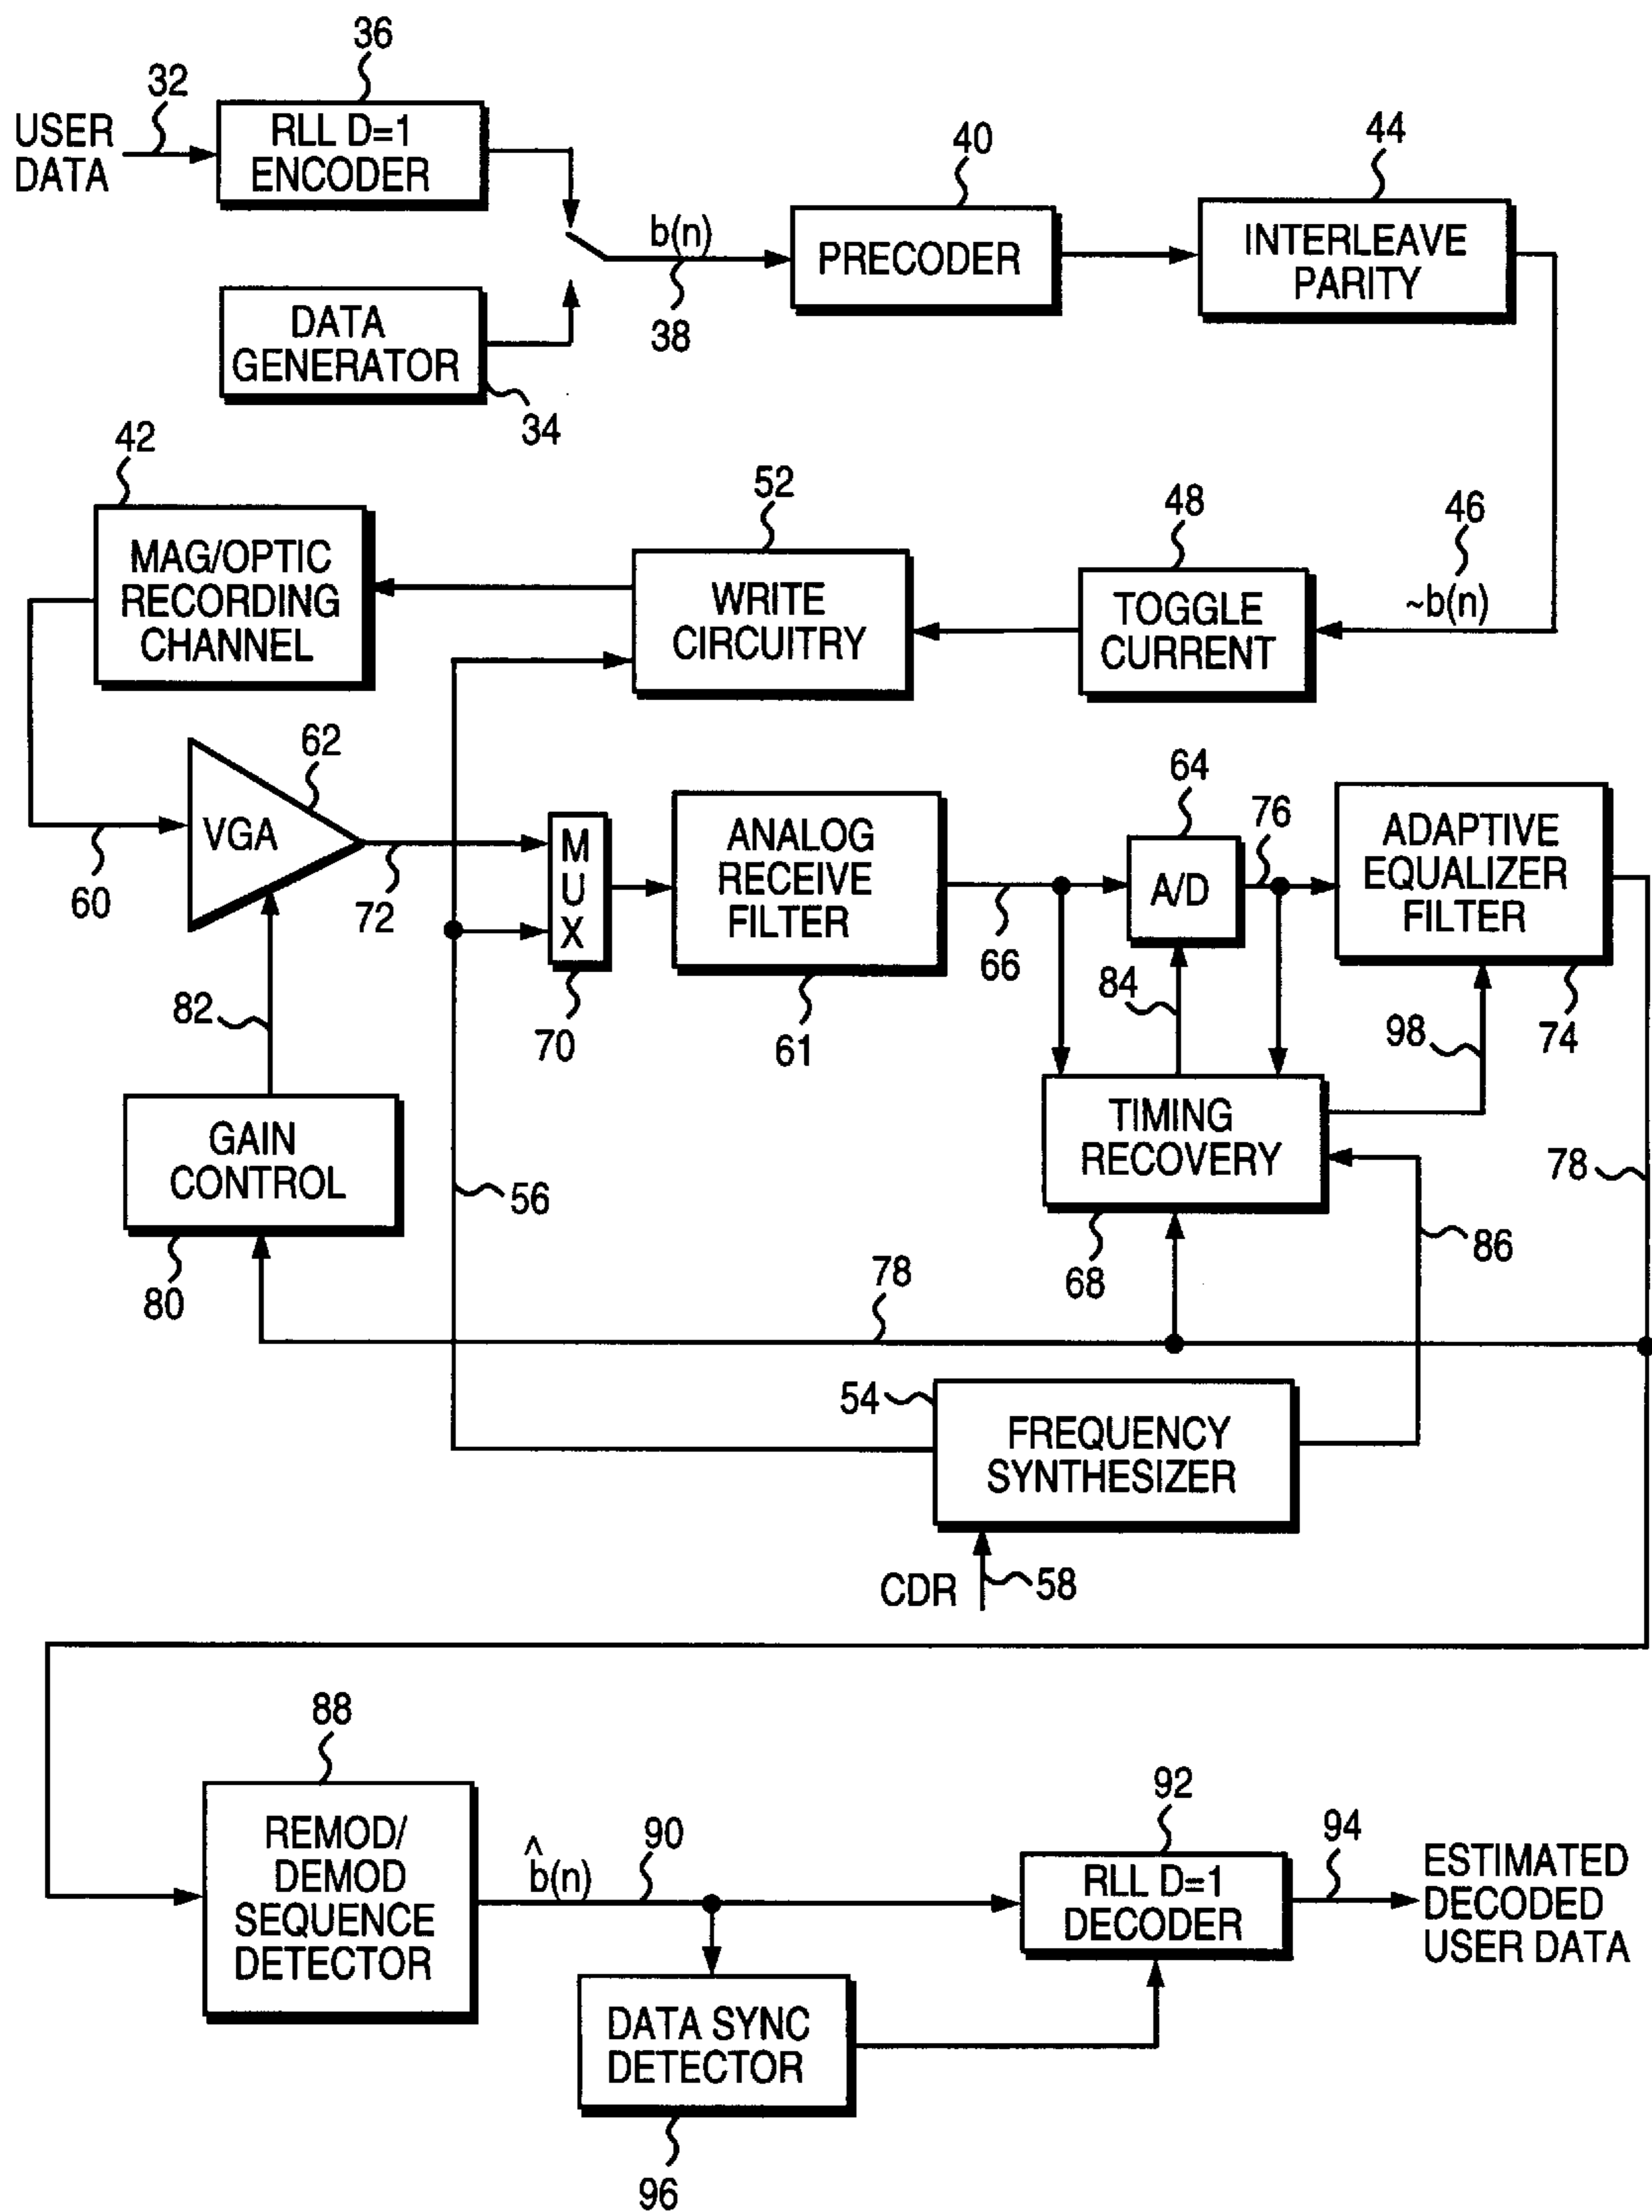 36
32
USER
DATA
RLL D=1
ENCODER
40
44
b(n)
PRECODER
INTERLEAVE
PARITY
DATA
GENERATOR
38
34
42
52
48
46
MAG/OPTIC
RECORDING
CHANNEL
WRITE
CIRCUITRY
TOGGLE
CURRENT
~b(n)
62
64
76
VGA
MUX
ANALOG
RECEIVE
FILTER
A/D
ADAPTIVE
EQUALIZER
FILTER
60
72
66
82
70
61
84
98
74
GAIN
CONTROL
TIMING
RECOVERY
78
56
86
80
78
68
54
FREQUENCY
SYNTHESIZER
CDR
58
88
92
REMOD/
DEMOD
SEQUENCE
DETECTOR
b̂(n)
90
RLL D=1
DECODER
94
ESTIMATED
DECODED
USER DATA
DATA SYNC
DETECTOR
96